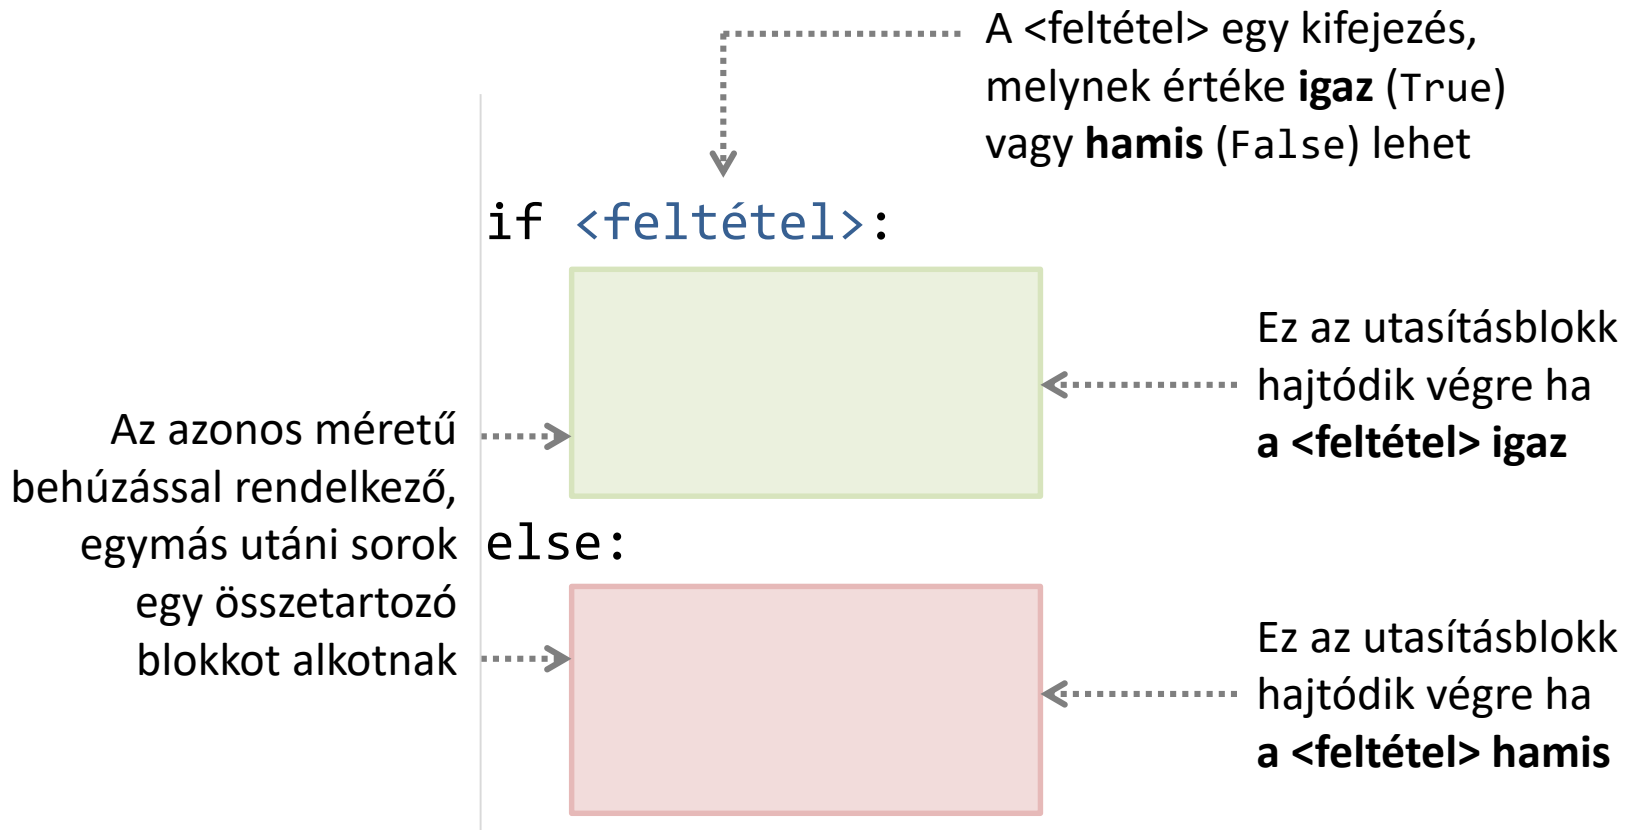 A <feltétel> egy kifejezés,
melynek értéke igaz (True)
vagy hamis (False) lehet
if <feltétel>:
Ez az utasításblokk
hajtódik végre ha
a <feltétel> igaz
Az azonos méretű
behúzással rendelkező,
egymás utáni sorok
egy összetartozó
blokkot alkotnak
else:
Ez az utasításblokk
hajtódik végre ha
a <feltétel> hamis